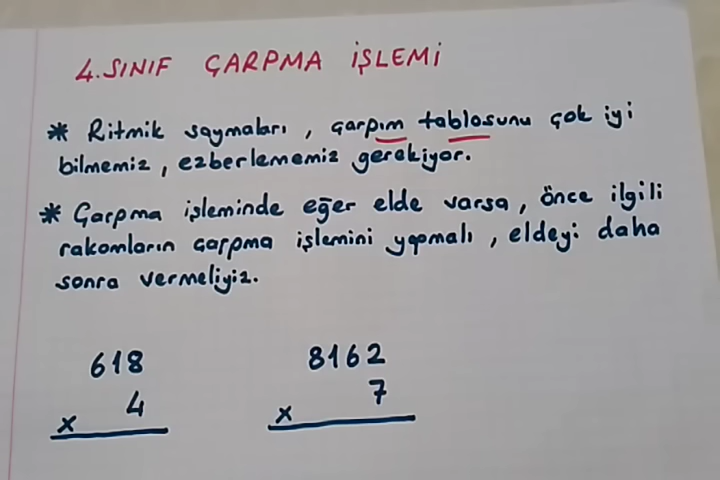 4. SINIF ÇARPMA İŞLEMİ
* Ritmik saymaları, çarpım tablosunu çok iyi
bilmemiz, ezberlememiz gerekiyor.
* Çarpma işleminde eğer elde varsa, önce ilgili
rakamların çarpma işlemini yapmalı, eldeyi daha
sonra vermeliyiz.
618 8162
4 7
x x